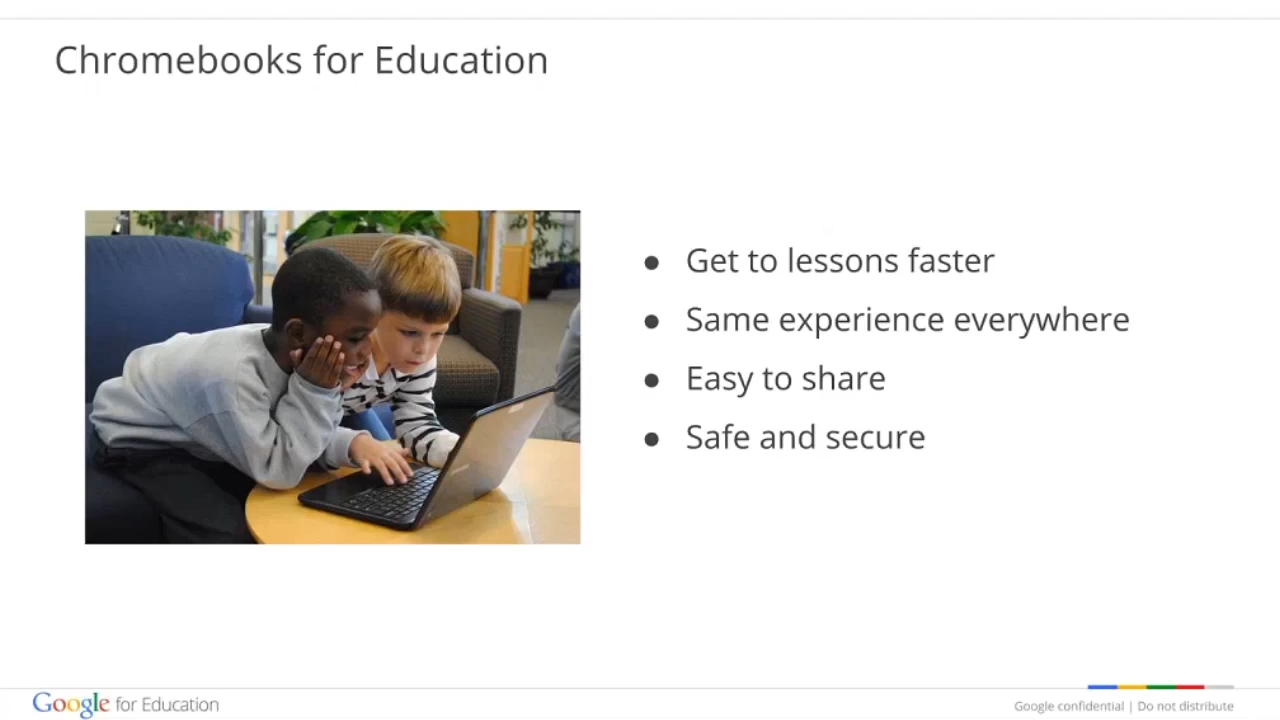 Chromebooks for Education
● Get to lessons faster
● Same experience everywhere
● Easy to share
● Safe and secure
Google for Education
Google confidential | Do not distribute